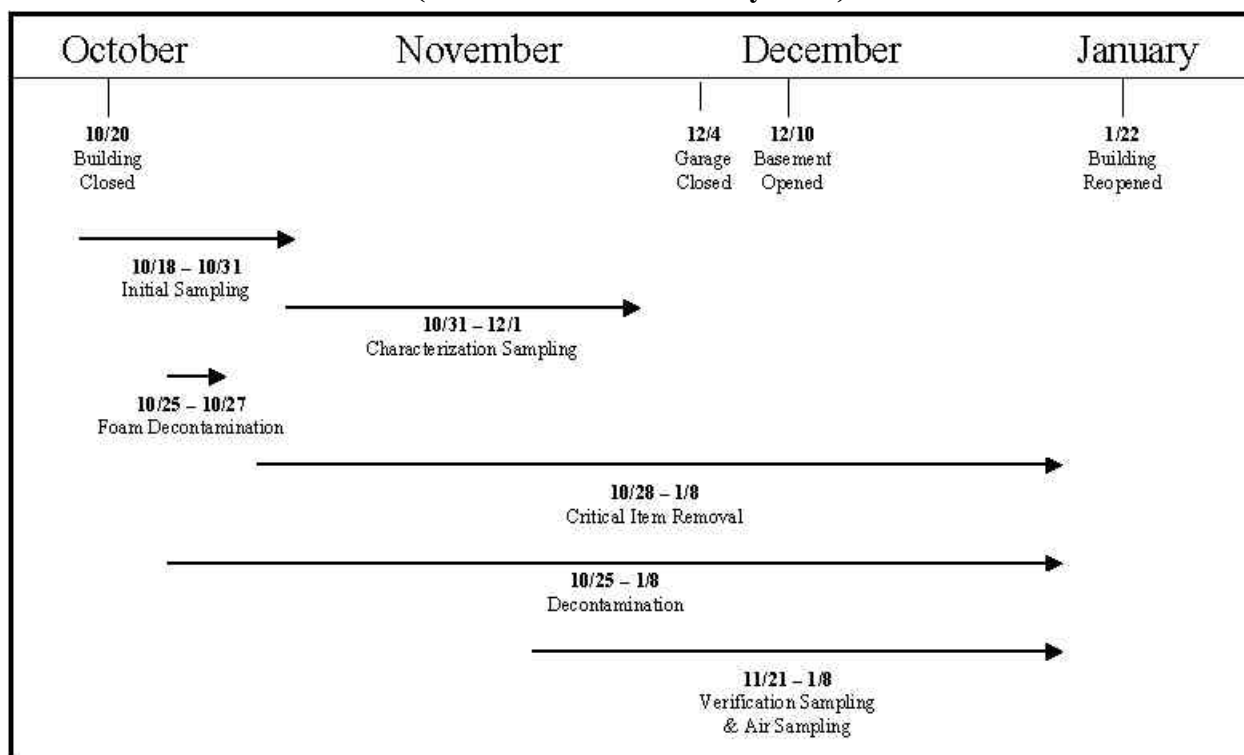 October November December January
10/20 12/4 12/10 1/22
Building Garage Basement Building
Closed Closed Opened Reopened
10/18 – 10/31
Initial Sampling
10/31 – 12/1
Characterization Sampling
10/25 – 10/27
Foam Decontamination
10/28 – 1/8
Critical Item Removal
10/25 – 1/8
Decontamination
11/21 – 1/8
Verification Sampling
& Air Sampling